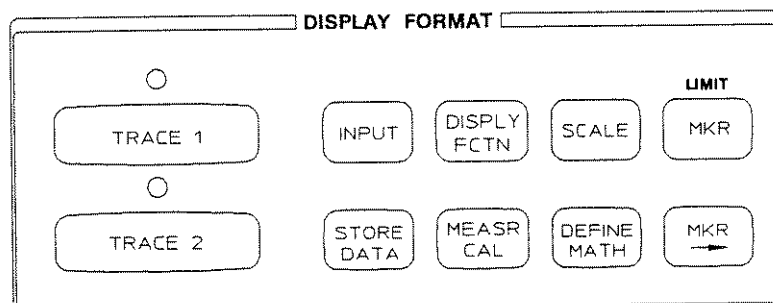 DISPLAY FORMAT
LIMIT
TRACE 1
INPUT
DISPLY
FCTN
SCALE
MKR
TRACE 2
STORE
DATA
MEASR
CAL
DEFINE
MATH
MKR
→